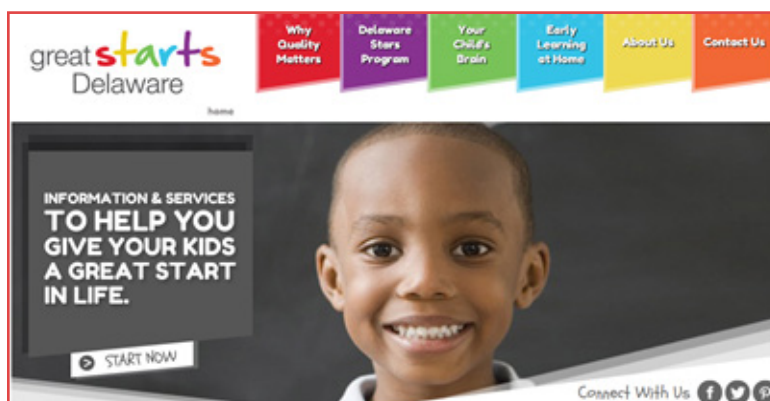 great starts
Delaware
Why
Quality
Matters
Delaware
Stars
Program
Your
Child's
Brain
Early
Learning
at Home
About Us
Contact Us
home
INFORMATION & SERVICES
TO HELP YOU
GIVE YOUR KIDS
A GREAT START
IN LIFE.
START NOW
Connect With Us